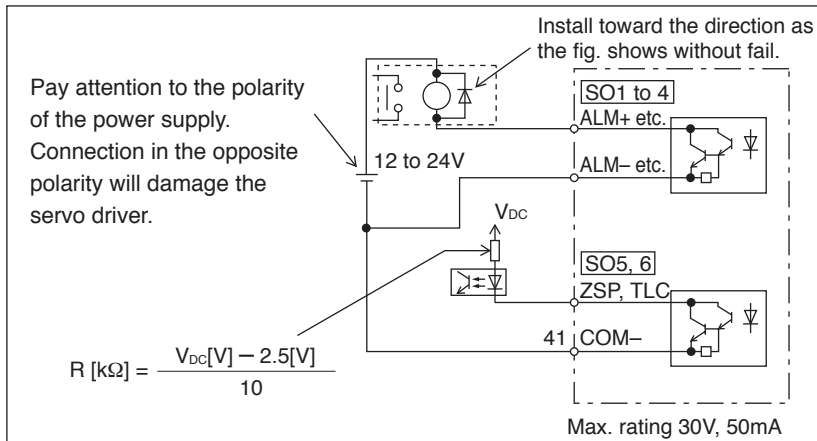 Install toward the direction as
the fig. shows without fail.
Pay attention to the polarity
of the power supply.
Connection in the opposite
polarity will damage the
servo driver.
SO1 to 4
ALM+ etc.
12 to 24V
ALM– etc.
VDC
SO5, 6
ZSP, TLC
41 COM–
R [kΩ] = VDC[V] – 2.5[V]
10
Max. rating 30V, 50mA